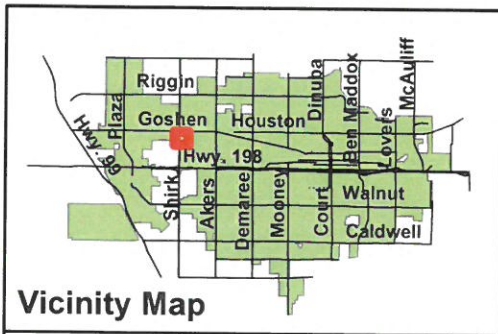 Riggin
Goshen
Houston
Hwy. 198
Walnut
Caldwell
Hwy. 99
Plaza
Shirk
Akers
Demaree
Mooney
Court
Dinuba
Ben Maddox
Lovers
McAuliff
Vicinity Map